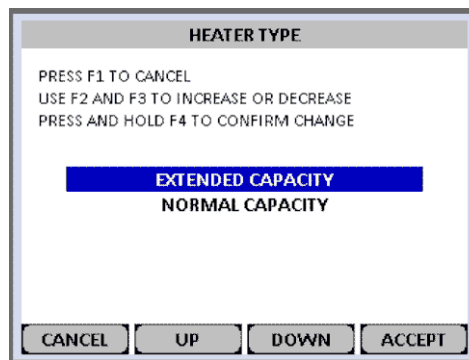 HEATER TYPE
PRESS F1 TO CANCEL
USE F2 AND F3 TO INCREASE OR DECREASE
PRESS AND HOLD F4 TO CONFIRM CHANGE
EXTENDED CAPACITY
NORMAL CAPACITY
CANCEL UP DOWN ACCEPT